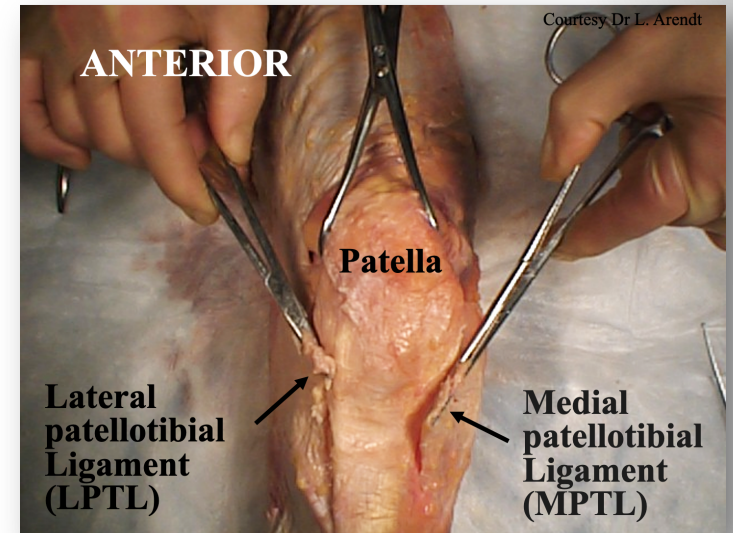 Courtesy Dr L. Arendt
ANTERIOR
Patella
Lateral
patellotibial
Ligament
(LPTL)
Medial
patellotibial
Ligament
(MPTL)